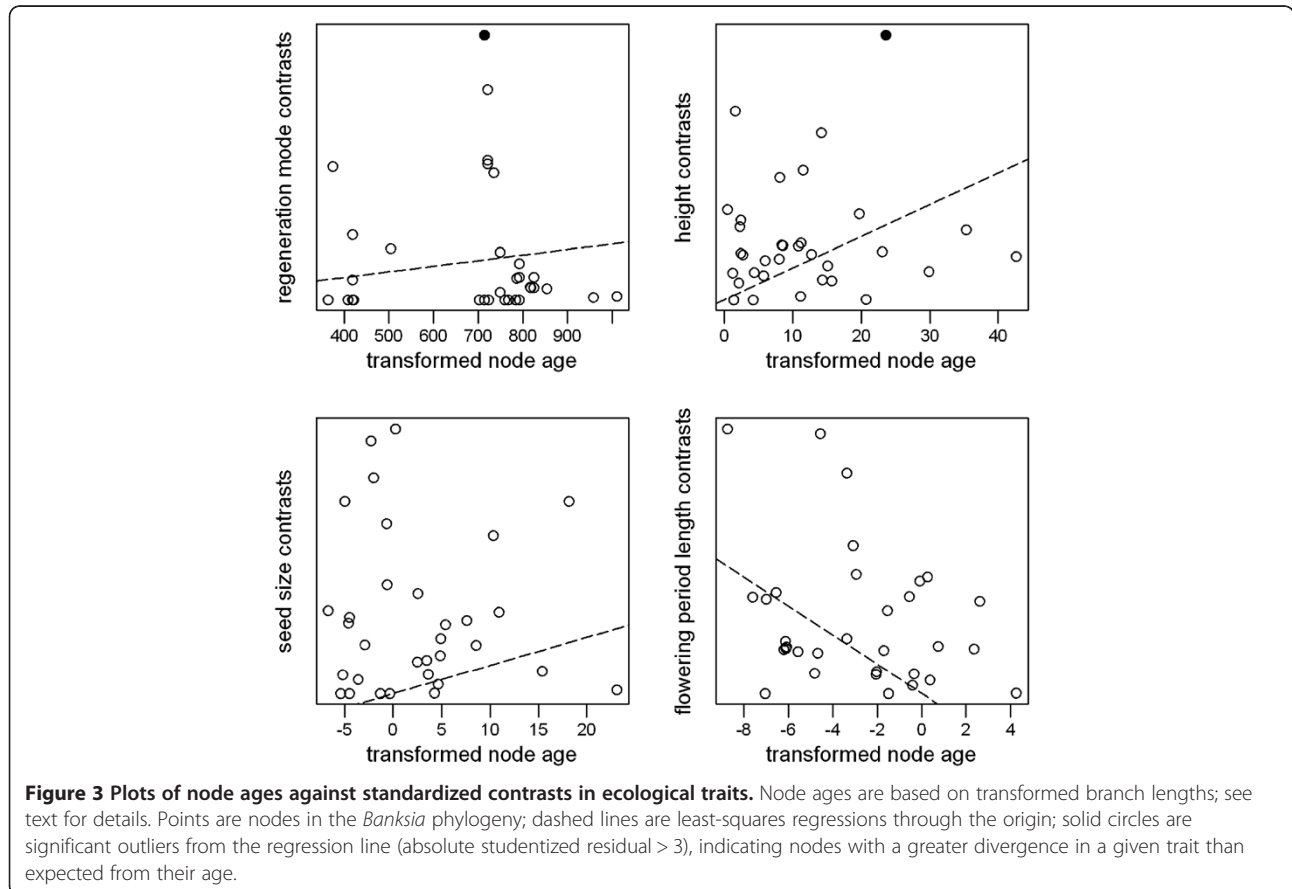 regeneration mode contrasts
400 500 600 700 800 900
transformed node age
height contrasts
0 10 20 30 40
transformed node age
seed size contrasts
-5 0 5 10 15 20
transformed node age
flowering period length contrasts
-8 -6 -4 -2 0 2 4
transformed node age
Figure 3 Plots of node ages against standardized contrasts in ecological traits. Node ages are based on transformed branch lengths; see
text for details. Points are nodes in the Banksia phylogeny; dashed lines are least-squares regressions through the origin; solid circles are
significant outliers from the regression line (absolute studentized residual > 3), indicating nodes with a greater divergence in a given trait than
expected from their age.